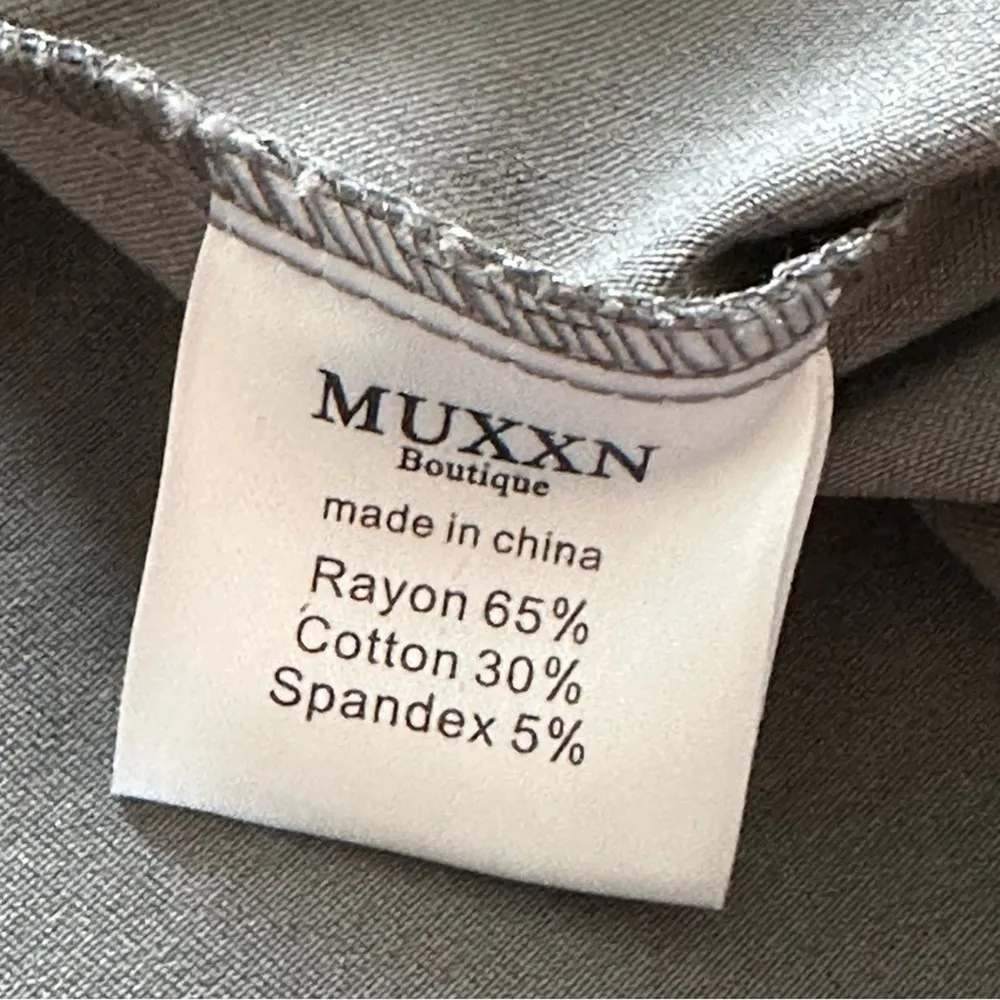 MUXXN
Boutique
made in china
Rayon 65%
Cotton 30%
Spandex 5%